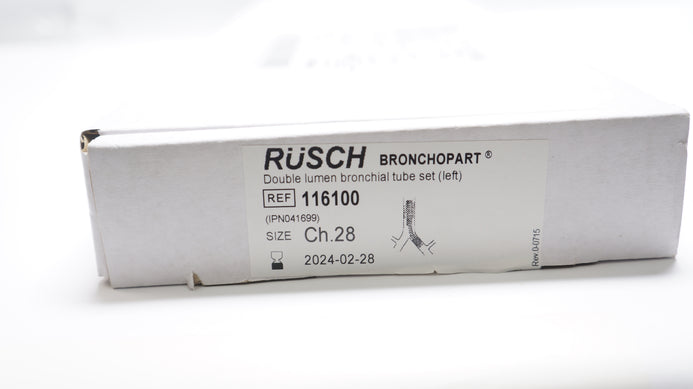 RÜSCH BRONCHOPART®
Double lumen bronchial tube set (left)
REF 116100
(IPN041699)
SIZE Ch.28
2024-02-28
Rev.0-0715